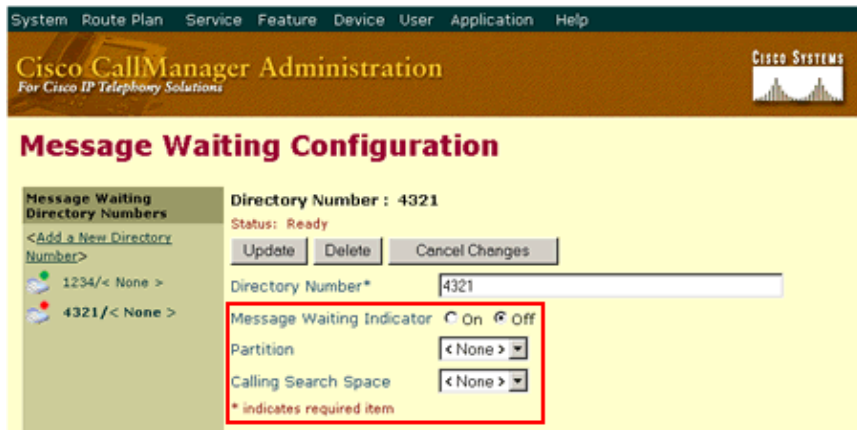 System Route Plan Service Feature Device User Application Help
Cisco CallManager Administration
For Cisco IP Telephony Solutions
CISCO SYSTEMS
Message Waiting Configuration
Message Waiting
Directory Numbers
<Add a New Directory
Number>
1234/< None >
4321/< None >
Directory Number : 4321
Status: Ready
Update Delete Cancel Changes
Directory Number* 4321
Message Waiting Indicator On Off
Partition < None >
Calling Search Space < None >
* indicates required item